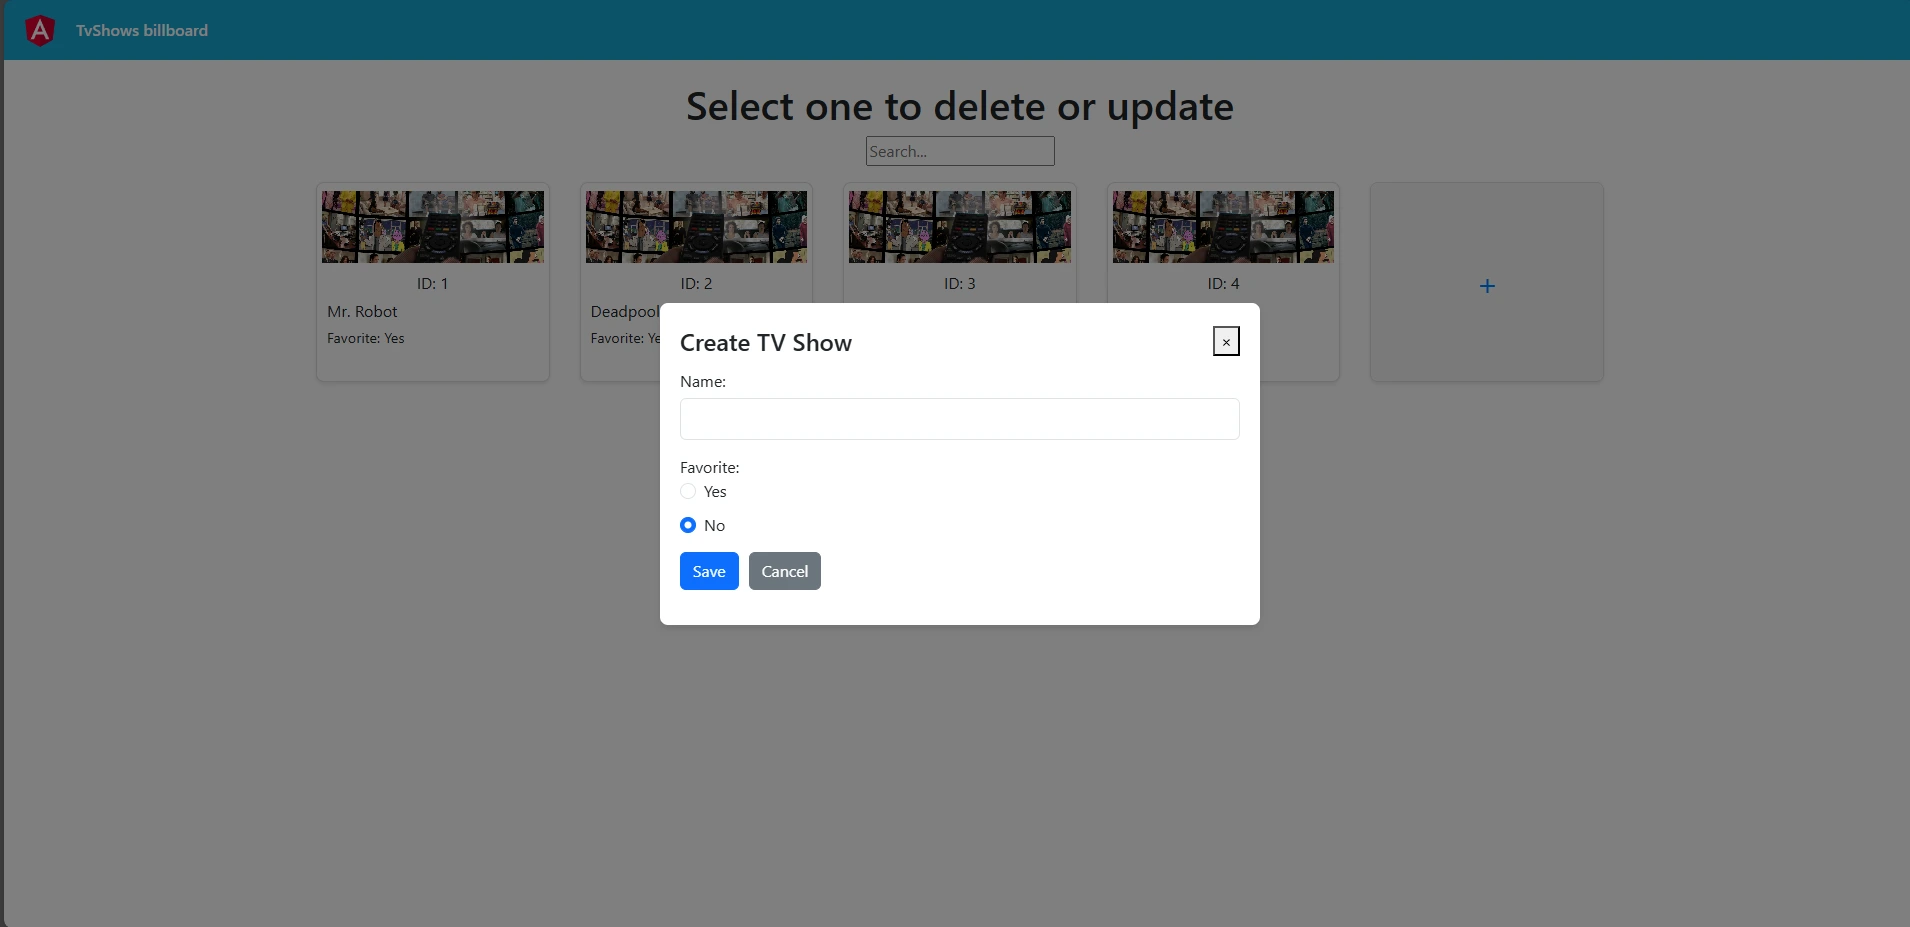 TvShows billboard
Select one to delete or update
Search...
ID: 1
ID: 2
ID: 3
ID: 4
+
Mr. Robot
Deadpool
Favorite: Yes
Favorite:
Create TV Show
×
Name:
Favorite:
Yes
No
Save
Cancel